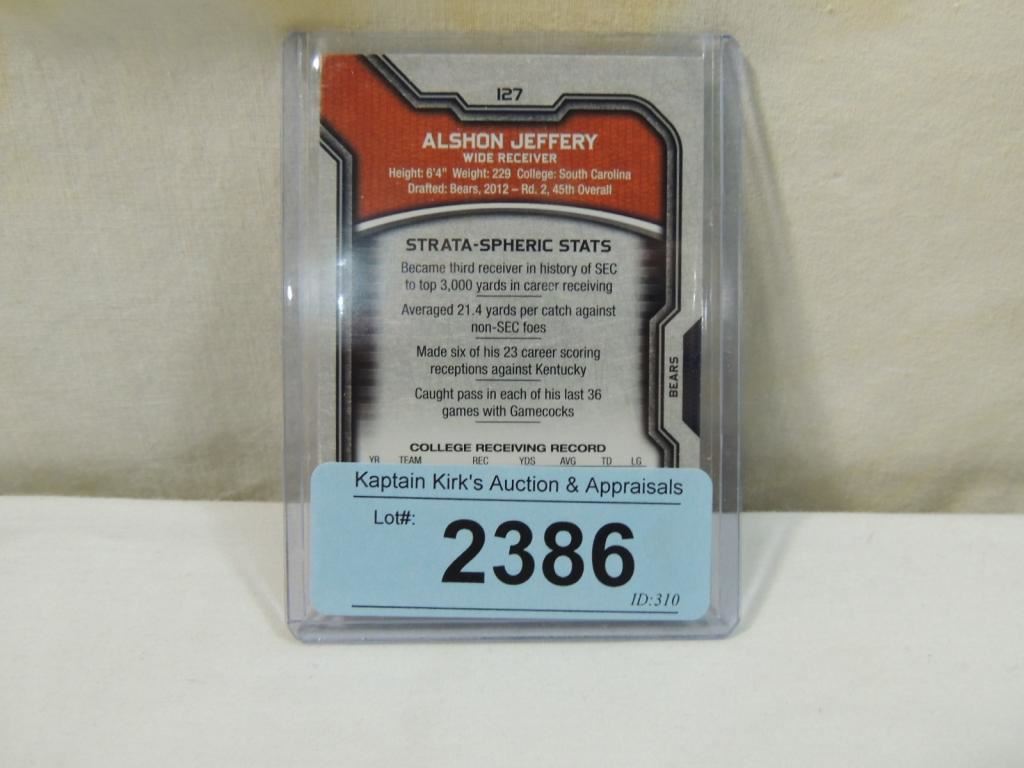 127
ALSHON JEFFERY
WIDE RECEIVER
Height: 6'4" Weight: 229 College: South Carolina
Drafted: Bears, 2012 – Rd. 2, 45th Overall
STRATA-SPHERIC STATS
Became third receiver in history of SEC
to top 3,000 yards in career receiving
Averaged 21.4 yards per catch against
non-SEC foes
Made six of his 23 career scoring
receptions against Kentucky
Caught pass in each of his last 36
games with Gamecocks
BEARS
COLLEGE RECEIVING RECORD
YR TEAM REC YDS AVG TD LG
Kaptain Kirk's Auction & Appraisals
Lot#:
2386
ID:310